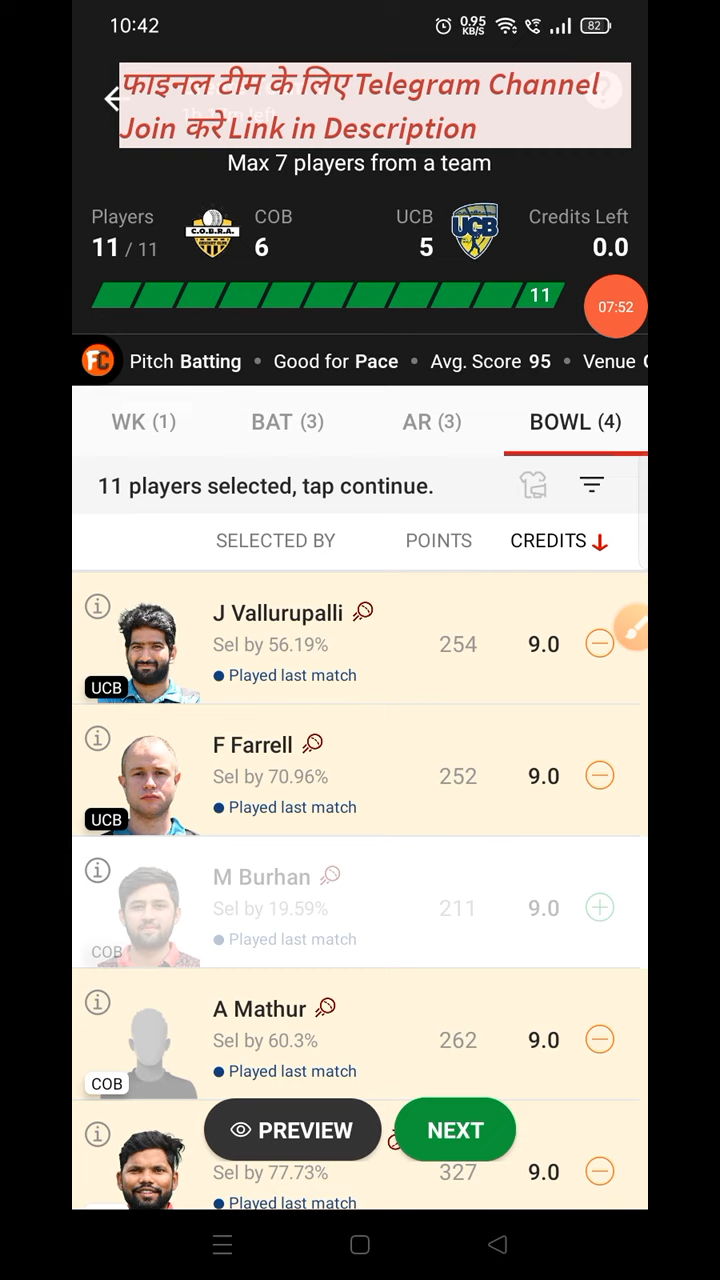 10:42
0.95
KB/S
82
फाइनल टीम के लिए Telegram Channel
Join करे Link in Description
Max 7 players from a team
Players
11 / 11
C.O.B.R.A.
COB
6
UCB
5
UCB
Credits Left
0.0
11
07:52
FC
Pitch Batting • Good for Pace • Avg. Score 95 • Venue
WK (1)
BAT (3)
AR (3)
BOWL (4)
11 players selected, tap continue.
SELECTED BY
POINTS
CREDITS
J Vallurupalli
Sel by 56.19%
254
9.0
Played last match
UCB
F Farrell
Sel by 70.96%
252
9.0
Played last match
UCB
M Burhan
Sel by 19.59%
211
9.0
Played last match
COB
A Mathur
Sel by 60.3%
262
9.0
Played last match
COB
PREVIEW
NEXT
Sel by 77.73%
327
9.0
Played last match